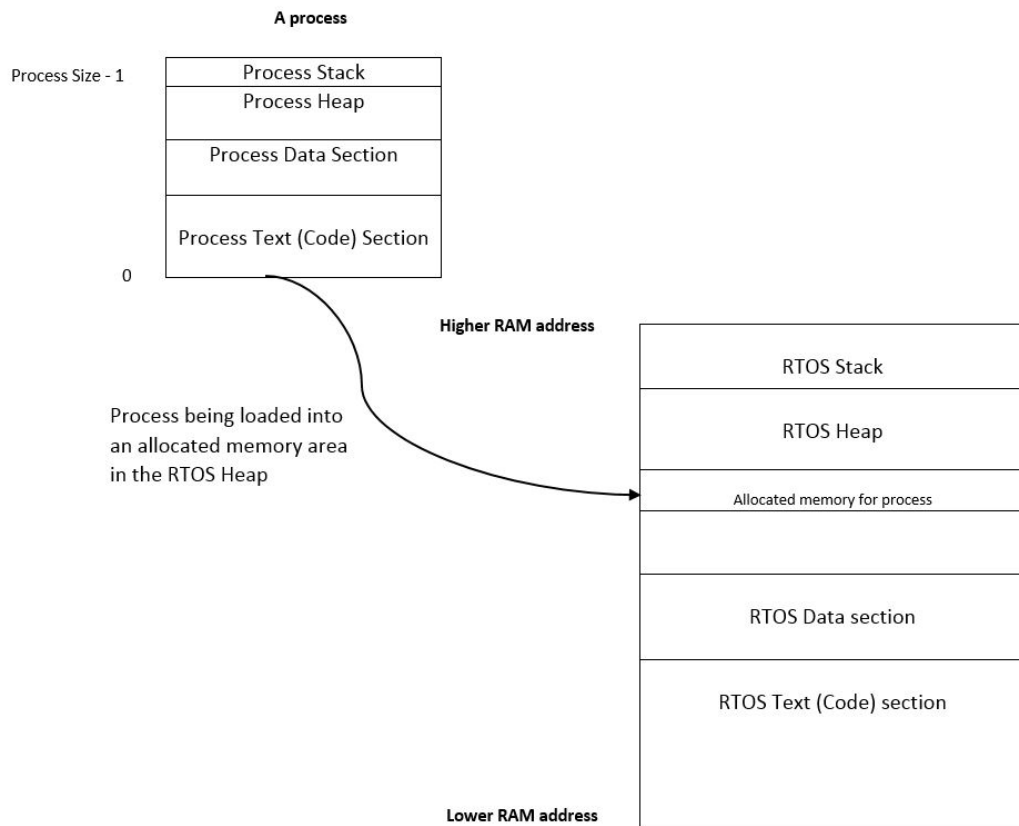 A process
Process Size - 1
Process Stack
Process Heap
Process Data Section
Process Text (Code) Section
0
Higher RAM address
RTOS Stack
Process being loaded into
an allocated memory area
in the RTOS Heap
RTOS Heap
Allocated memory for process
RTOS Data section
RTOS Text (Code) section
Lower RAM address